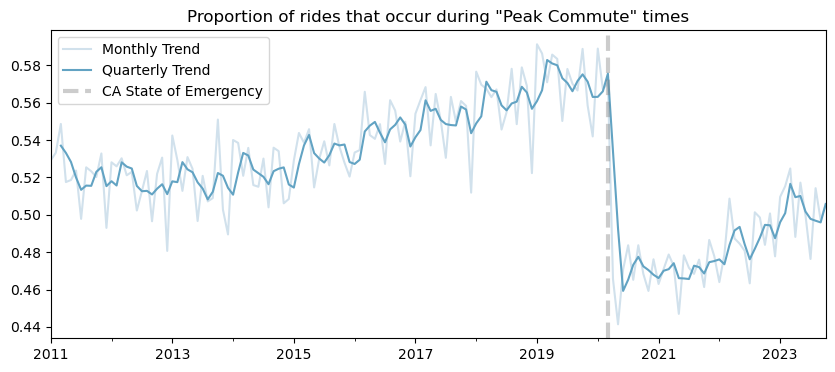 Proportion of rides that occur during "Peak Commute" times
Monthly Trend
Quarterly Trend
CA State of Emergency
0.58
0.56
0.54
0.52
0.50
0.48
0.46
0.44
2011 2013 2015 2017 2019 2021 2023